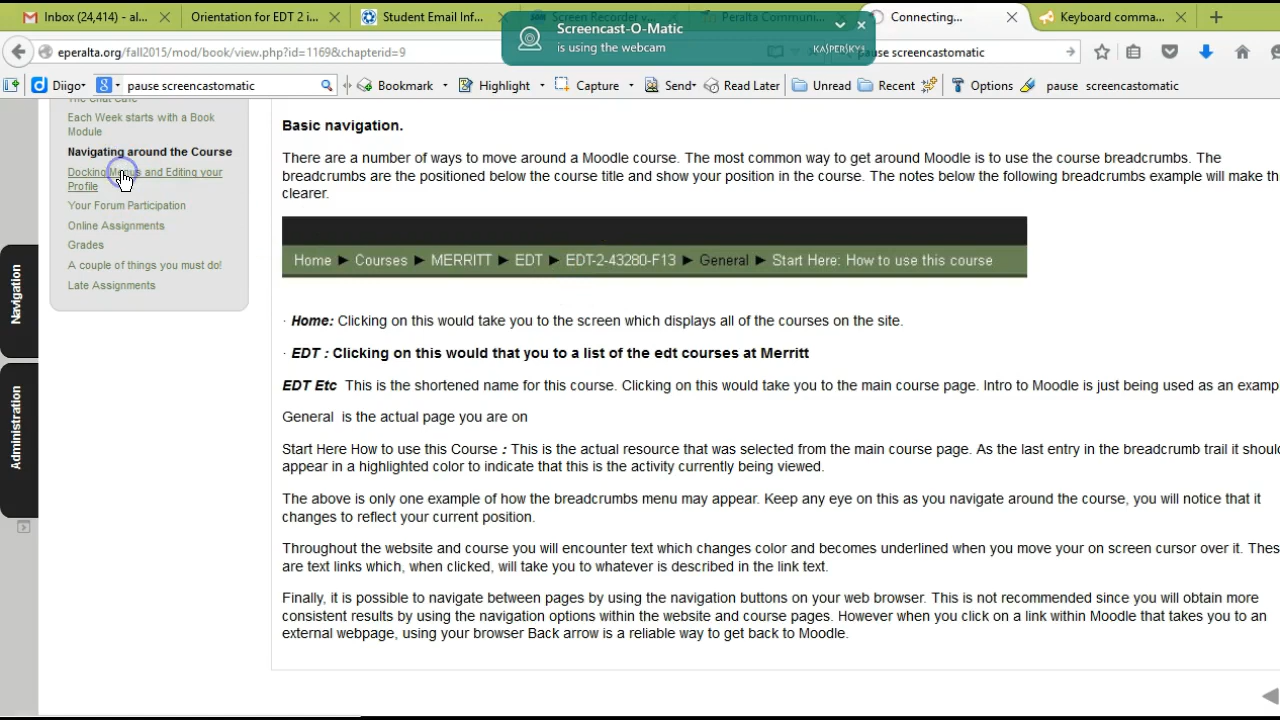 Inbox (24,414) - al...
Orientation for EDT 2 i...
Student Email Inf...
Screen Recorder
Peralta Commun
Connecting...
Keyboard comma...
Screencast-O-Matic
is using the webcam
KASPERSKY
eperalta.org/fall2015/mod/book/view.php?id=1169&chapterid=9
pause screencastomatic
Diigo
pause screencastomatic
Bookmark
Highlight
Capture
Send
Read Later
Unread
Recent
Options
pause screencastomatic
The Chat Cafe
Each Week starts with a Book
Module
Navigating around the Course
Docking Menus and Editing your
Profile
Your Forum Participation
Online Assignments
Grades
A couple of things you must do!
Late Assignments
Navigation
Administration
Basic navigation.
There are a number of ways to move around a Moodle course. The most common way to get around Moodle is to use the course breadcrumbs. The
breadcrumbs are the positioned below the course title and show your position in the course. The notes below the following breadcrumbs example will make th
clearer.
Home ► Courses ► MERRITT ► EDT ► EDT-2-43280-F13 ► General ► Start Here: How to use this course
· Home: Clicking on this would take you to the screen which displays all of the courses on the site.
· EDT : Clicking on this would that you to a list of the edt courses at Merritt
EDT Etc This is the shortened name for this course. Clicking on this would take you to the main course page. Intro to Moodle is just being used as an examp
General is the actual page you are on
Start Here How to use this Course : This is the actual resource that was selected from the main course page. As the last entry in the breadcrumb trail it shoul
appear in a highlighted color to indicate that this is the activity currently being viewed.
The above is only one example of how the breadcrumbs menu may appear. Keep any eye on this as you navigate around the course, you will notice that it
changes to reflect your current position.
Throughout the website and course you will encounter text which changes color and becomes underlined when you move your on screen cursor over it. Thes
are text links which, when clicked, will take you to whatever is described in the link text.
Finally, it is possible to navigate between pages by using the navigation buttons on your web browser. This is not recommended since you will obtain more
consistent results by using the navigation options within the website and course pages. However when you click on a link within Moodle that takes you to an
external webpage, using your browser Back arrow is a reliable way to get back to Moodle.